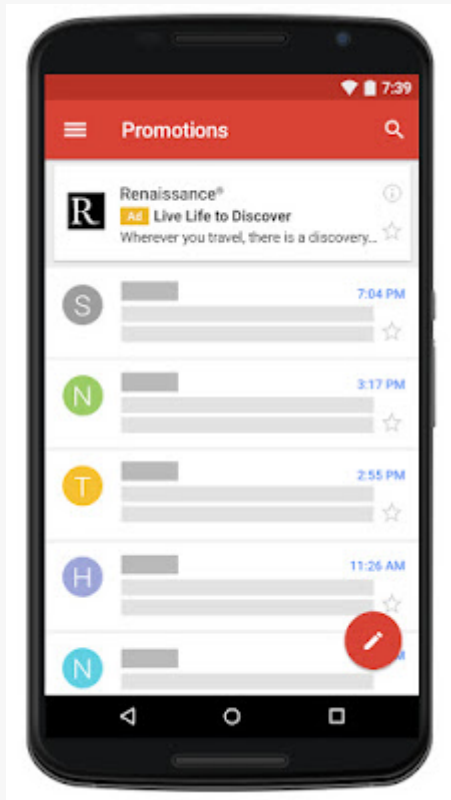 7:39
Promotions
R
Renaissance®
Ad Live Life to Discover
Wherever you travel, there is a discovery...
S
7:04 PM
N
3:17 PM
T
2:55 PM
H
11:26 AM
N